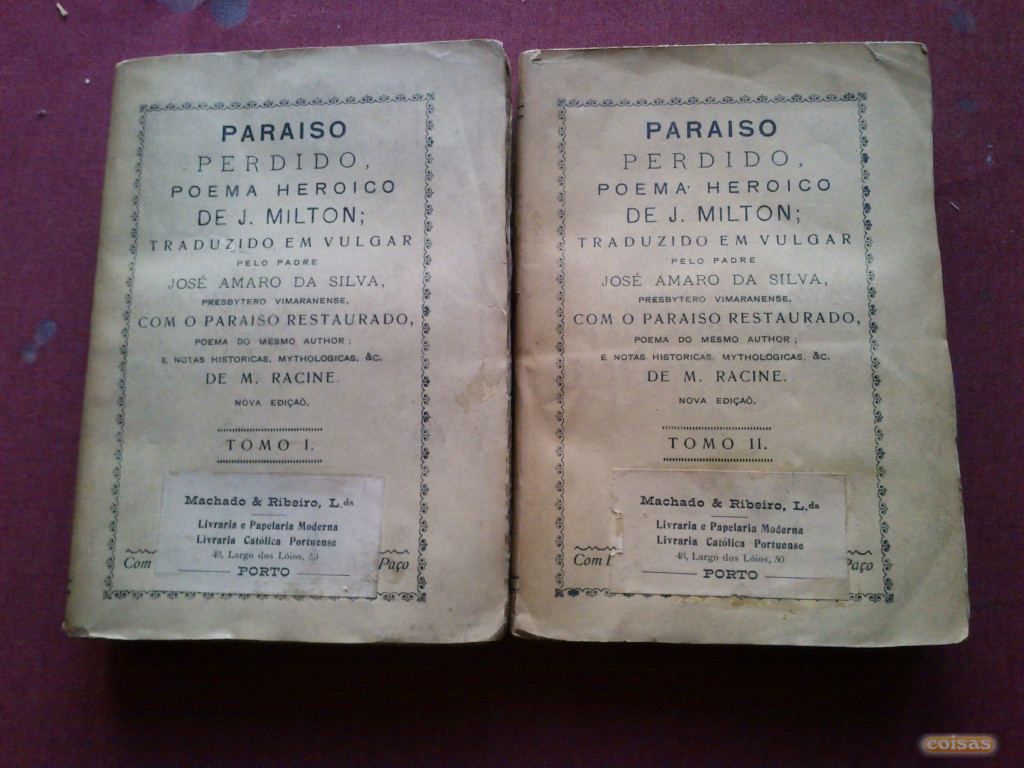 PARAISO
PERDIDO,
POEMA HEROICO
DE J. MILTON;
TRADUZIDO EM VULGAR
PELO PADRE
JOSÉ AMARO DA SILVA,
PRESBYTERO VIMARANENSE,
COM O PARAISO RESTAURADO,
POEMA DO MESMO AUTHOR;
E NOTAS HISTORICAS, MYTHOLOGICAS, &C.
DE M. RACINE.
NOVA EDIÇAÕ,
TOMO I.
Machado & Ribeiro, L.da
Livraria e Papelaria Moderna
Livraria Católica Portuense
48, Largo dos Lóios, 50
PORTO
Com Paço
PARAISO
PERDIDO,
POEMA HEROICO
DE J. MILTON;
TRADUZIDO EM VULGAR
PELO PADRE
JOSÉ AMARO DA SILVA,
PRESBYTERO VIMARANENSE,
COM O PARAISO RESTAURADO,
POEMA DO MESMO AUTHOR;
E NOTAS HISTORICAS, MYTHOLOGICAS, &C.
DE M. RACINE.
NOVA EDIÇAÕ,
TOMO II.
Machado & Ribeiro, L.da
Livraria e Papelaria Moderna
Livraria Católica Portuense
48, Largo dos Lóios, 50
PORTO
Com Paço
coisas